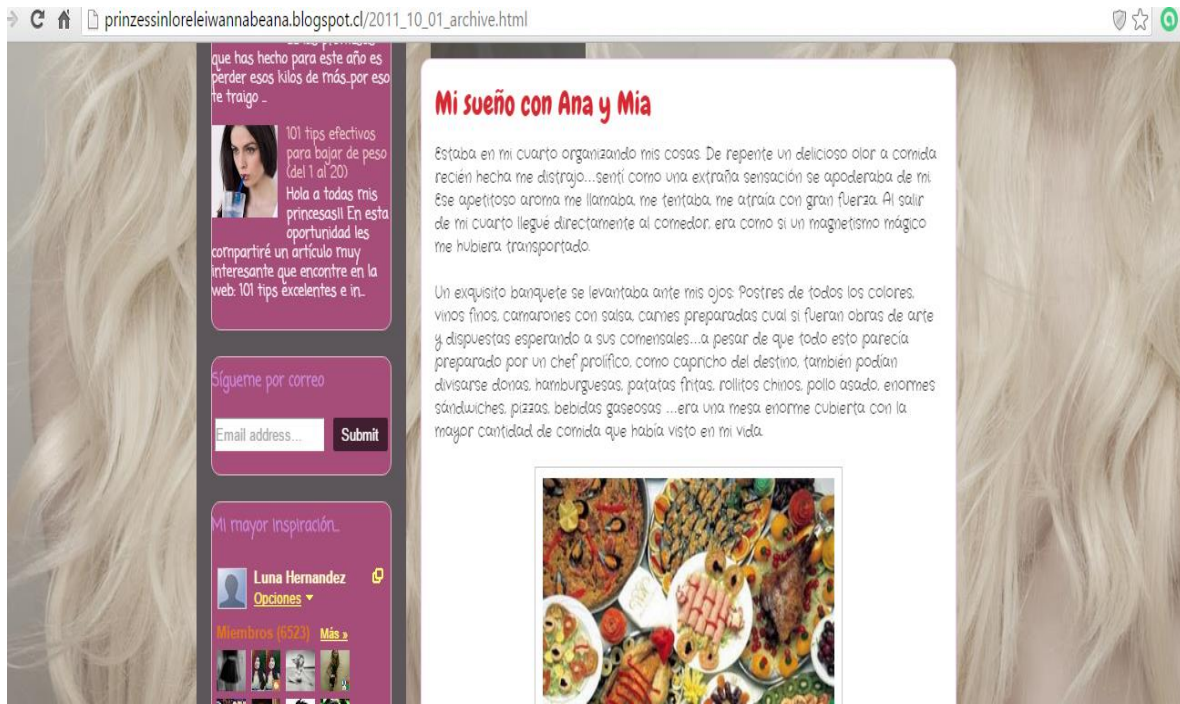 prinzessinloreleiwannabeana.blogspot.cl/2011_10_01_archive.html
que has hecho para este año es
perder esos kilos de más..por eso
te traigo ...
101 tips efectivos
para bajar de peso
(del 1 al 20)
Hola a todas mis
princesas!! En esta
oportunidad les
compartiré un artículo muy
interesante que encontre en la
web: 101 tips excelentes e in...
Sígueme por correo
Email address...
Submit
Mi mayor inspiración...
Luna Hernandez
Opciones
Miembros (6523) Más »
Mi sueño con Ana y Mia
Estaba en mi cuarto organizando mis cosas. De repente un delicioso olor a comida
recién hecha me distrajo...sentí como una extraña sensación se apoderaba de mi.
Ese apetitoso aroma me llamaba, me tentaba, me atraía con gran fuerza. Al salir
de mi cuarto llegué directamente al comedor, era como si un magnetismo mágico
me hubiera transportado.
Un exquisito banquete se levantaba ante mis ojos: Postres de todos los colores,
vinos finos, camarones con salsa, carnes preparadas cual si fueran obras de arte
y dispuestas esperando a sus comensales...a pesar de que todo esto parecía
preparado por un chef prolífico, como capricho del destino, también podían
divisarse donas, hamburguesas, patatas fritas, rollitos chinos, pollo asado, enormes
sándwiches, pizzas, bebidas gaseosas ...era una mesa enorme cubierta con la
mayor cantidad de comida que había visto en mi vida.